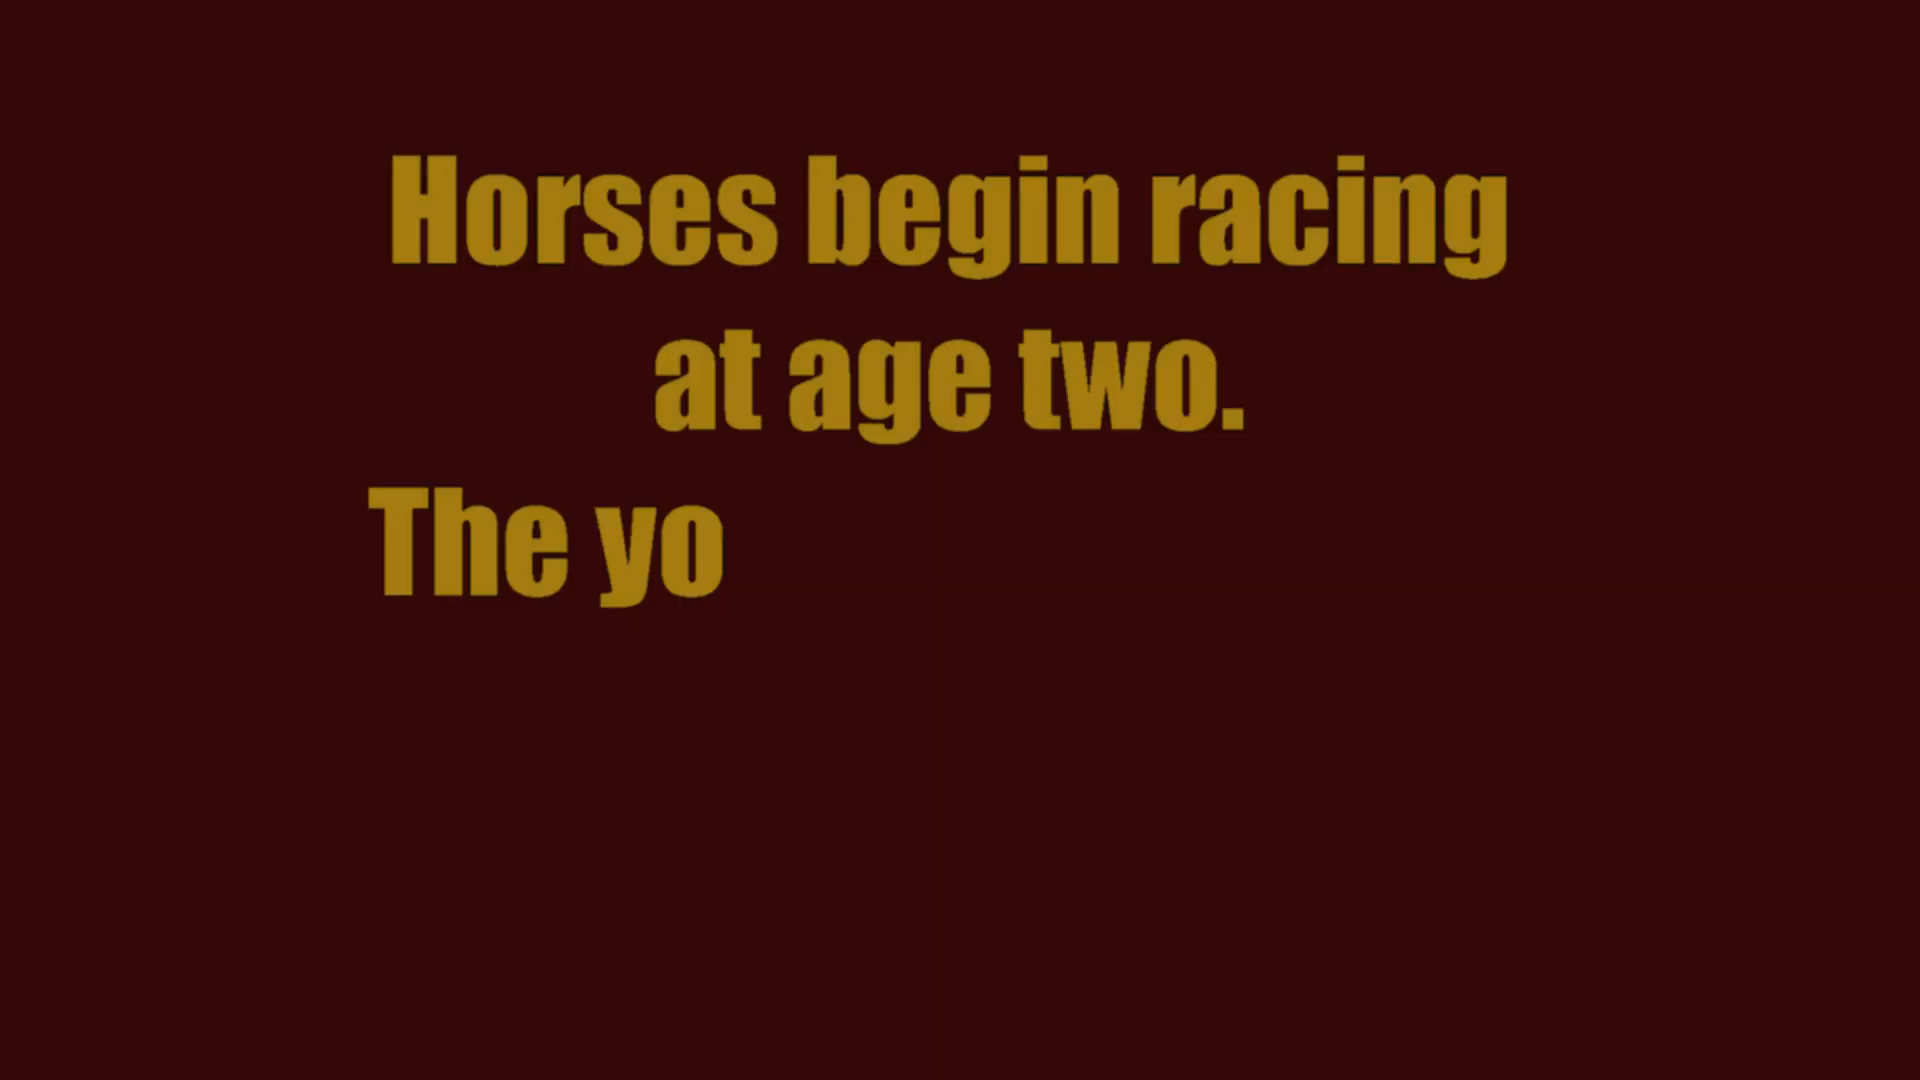 Horses begin racing
at age two.
The yo